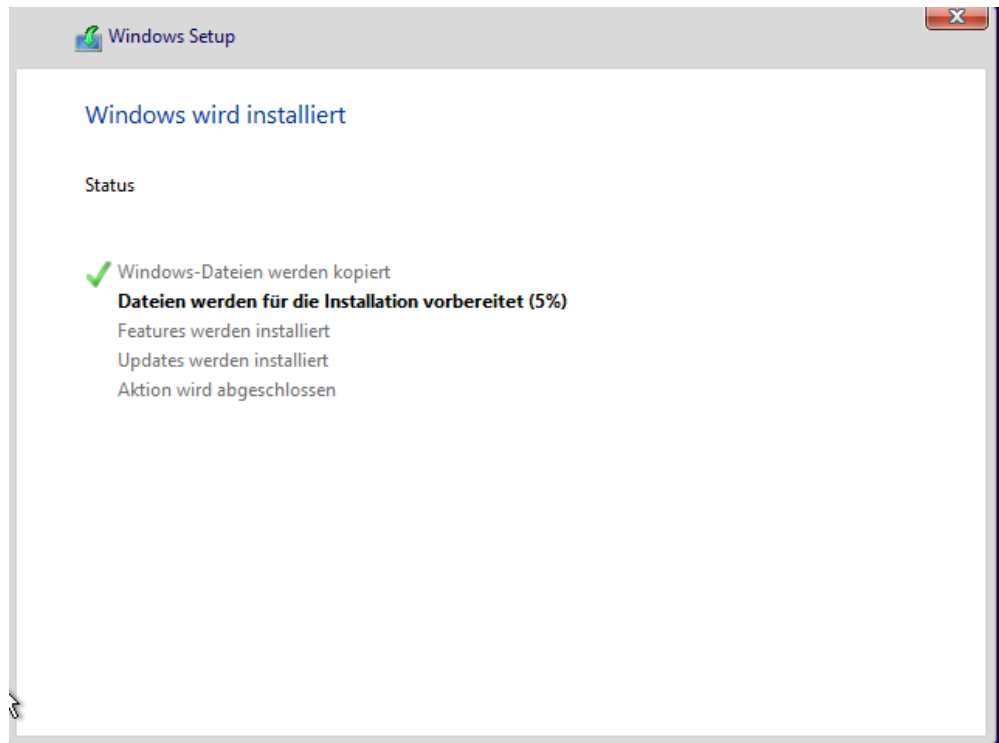 Windows Setup
Windows wird installiert
Status
Windows-Dateien werden kopiert
Dateien werden für die Installation vorbereitet (5%)
Features werden installiert
Updates werden installiert
Aktion wird abgeschlossen